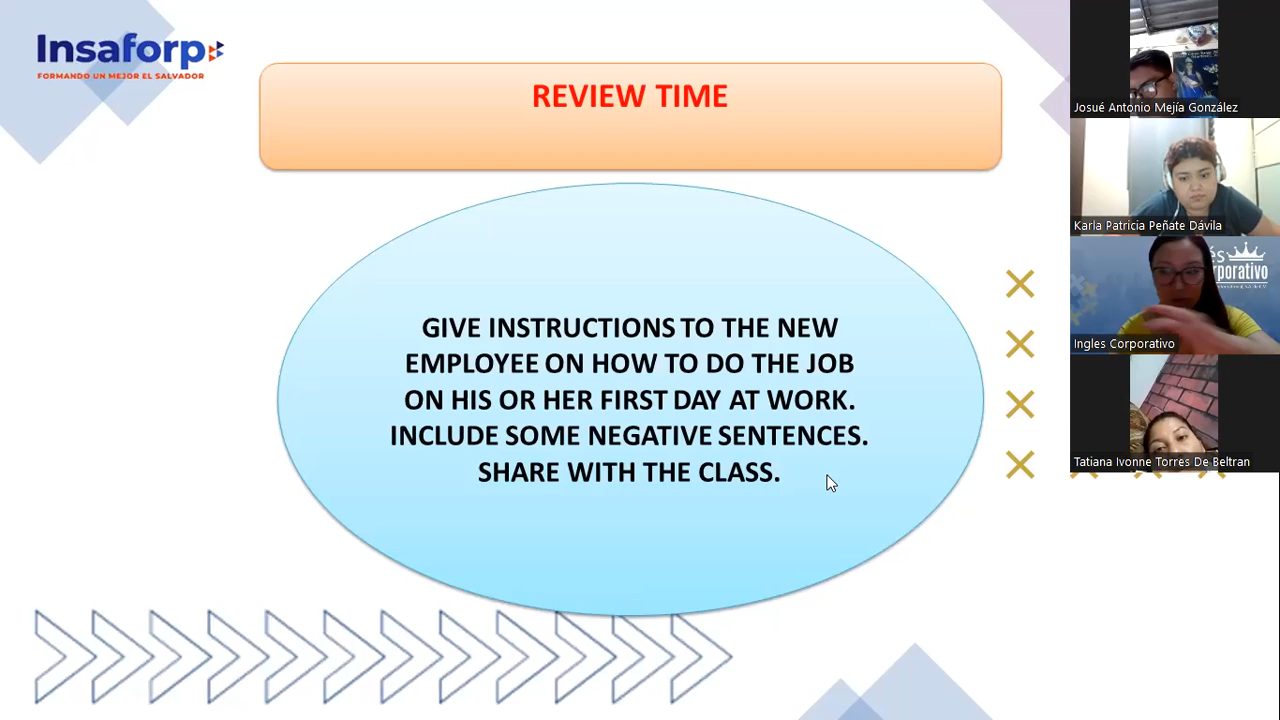 Insaforp
FORMANDO UN MEJOR EL SALVADOR
REVIEW TIME
GIVE INSTRUCTIONS TO THE NEW
EMPLOYEE ON HOW TO DO THE JOB
ON HIS OR HER FIRST DAY AT WORK.
INCLUDE SOME NEGATIVE SENTENCES.
SHARE WITH THE CLASS.
Josué Antonio Mejía González
Karla Patricia Peñate Dávila
Ingles Corporativo
Tatiana Ivonne Torres De Beltran